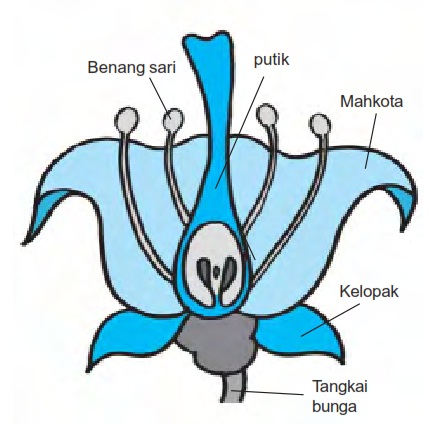 Benang sari
putik
Mahkota
Kelopak
Tangkai
bunga